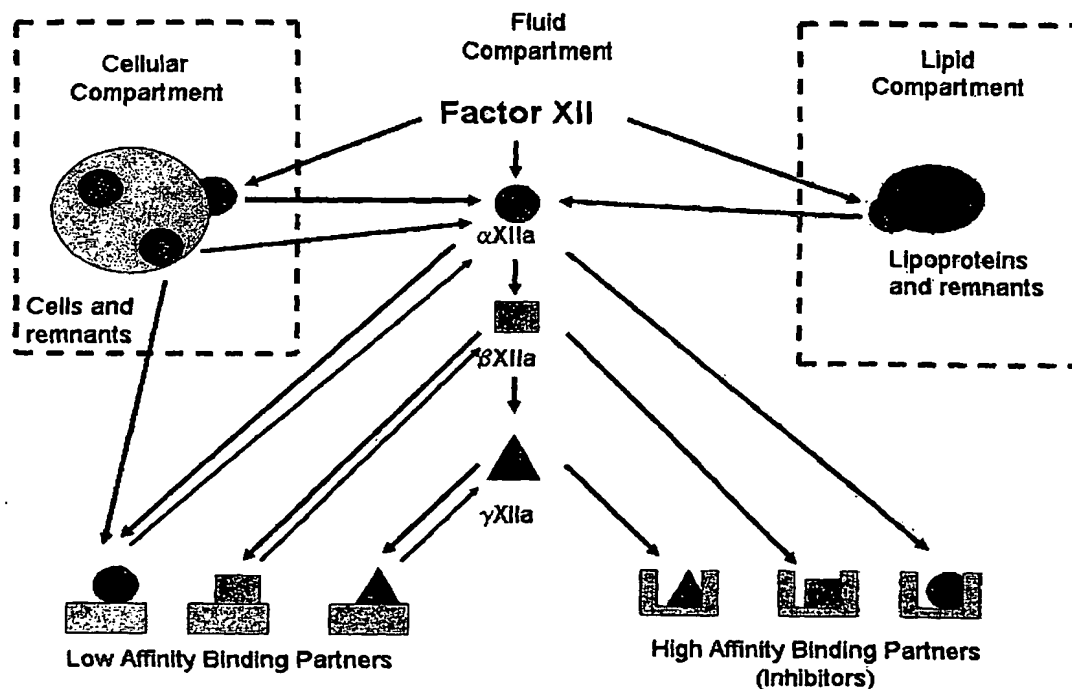 Fluid
Compartment
Cellular
Compartment
Lipid
Compartment
Factor XII
αXIIa
Lipoproteins
and remnants
Cells and
remnants
βXIIa
γXIIa
Low Affinity Binding Partners
High Affinity Binding Partners
(Inhibitors)